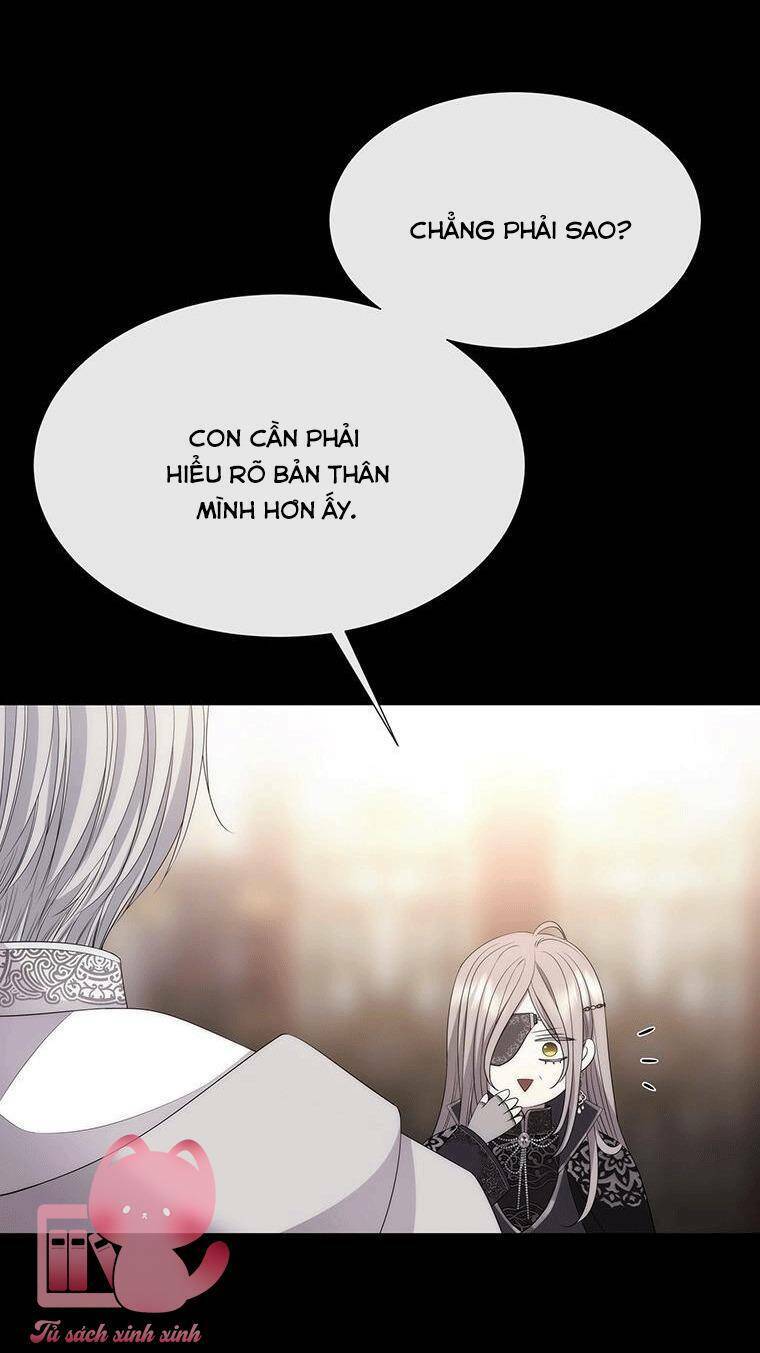 CHẲNG PHẢI SAO?
CON CẦN PHẢI
HIỂU RÕ BẢN THÂN
MÌNH HƠN ẤY.
Tủ sách xinh xinh